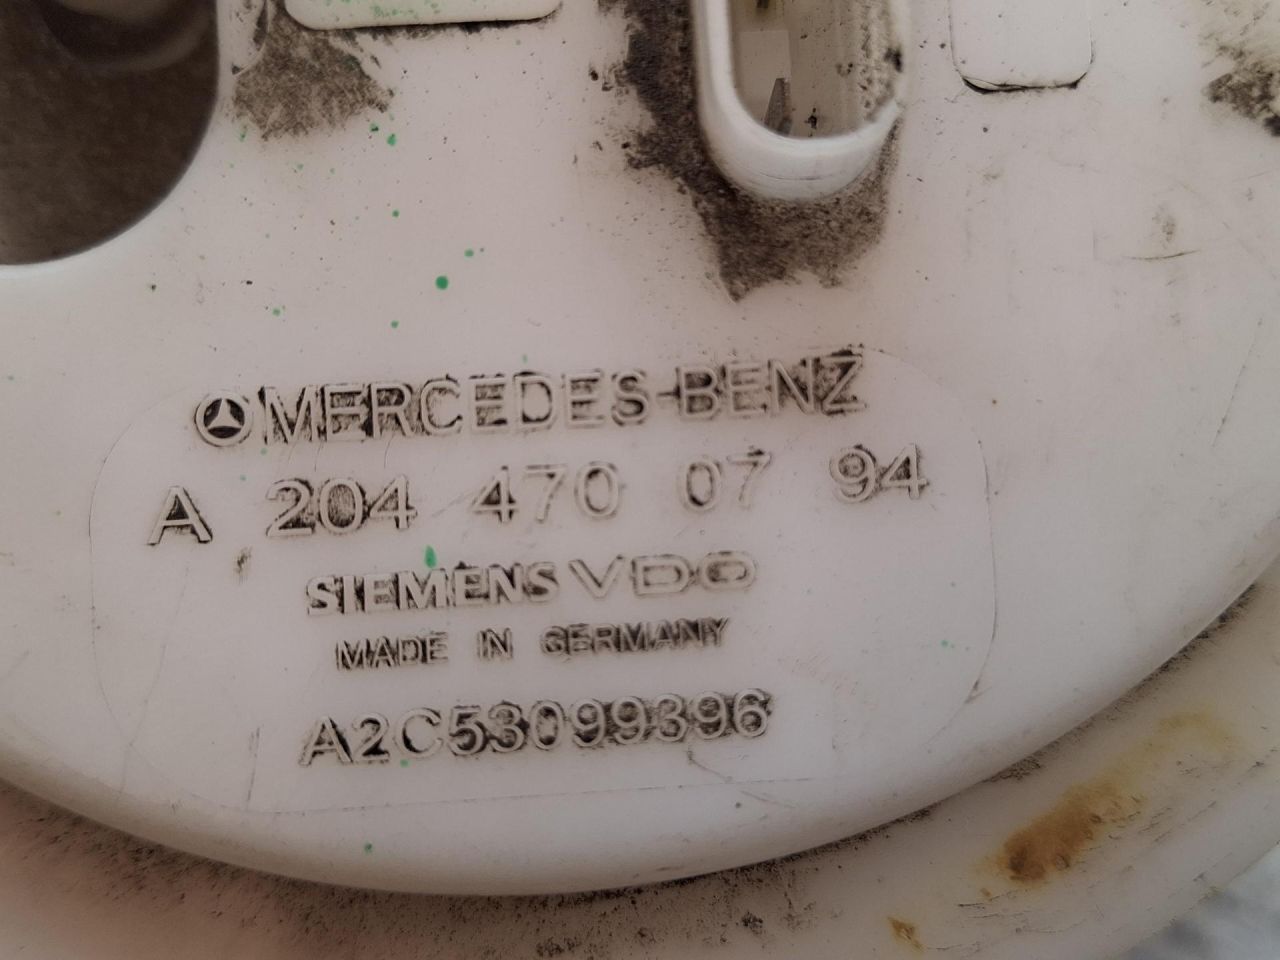 MERCEDES-BENZ
A 204 470 07 94
SIEMENS VDO
MADE IN GERMANY
A2C53099396